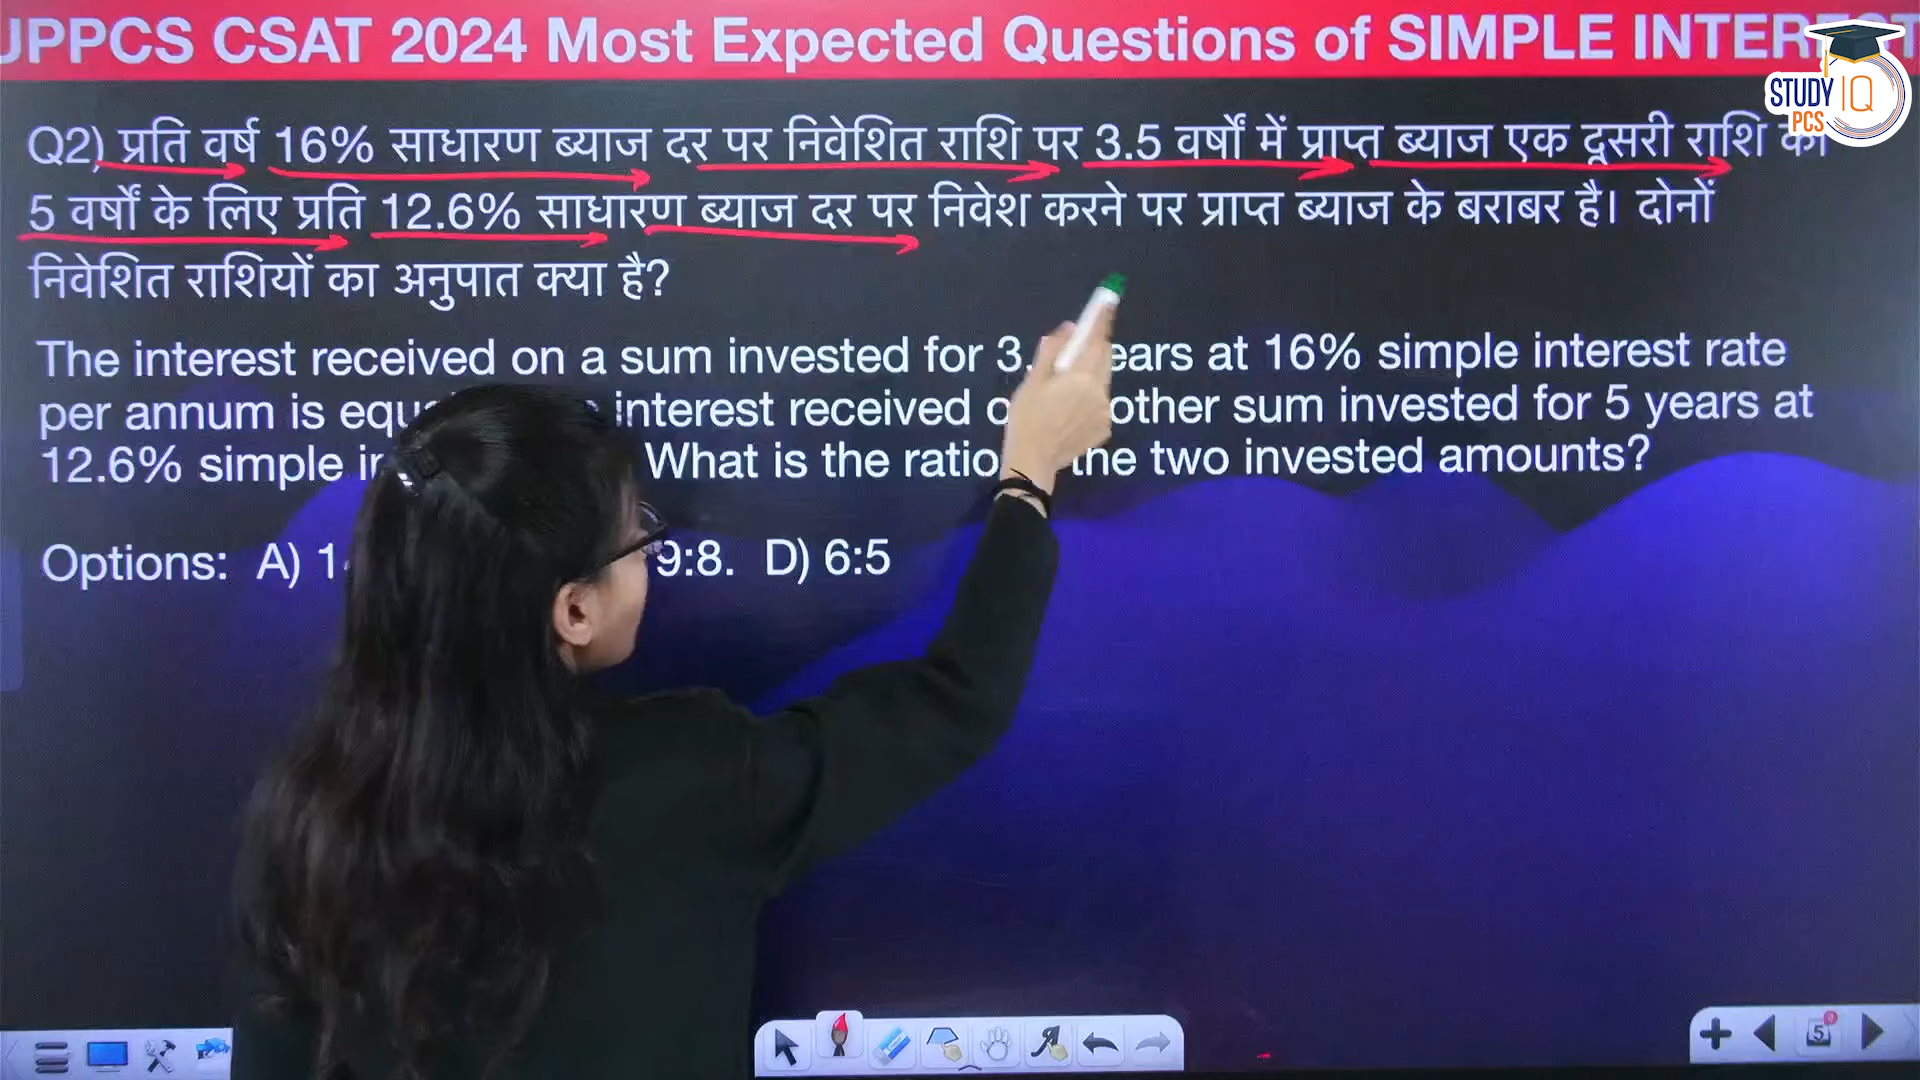 UPPCS CSAT 2024 Most Expected Questions of SIMPLE INTEREST
STUDY IQ
PCS
Q2) प्रति वर्ष 16% साधारण ब्याज दर पर निवेशित राशि पर 3.5 वर्षों में प्राप्त ब्याज एक दूसरी राशि को
5 वर्षों के लिए प्रति 12.6% साधारण ब्याज दर पर निवेश करने पर प्राप्त ब्याज के बराबर है। दोनों
निवेशित राशियों का अनुपात क्या है?
The interest received on a sum invested for 3. ears at 16% simple interest rate
per annum is interest received other sum invested for 5 years at
12.6% simple What is the ratio the two invested amounts?
Options: A) 9:8. D) 6:5
5